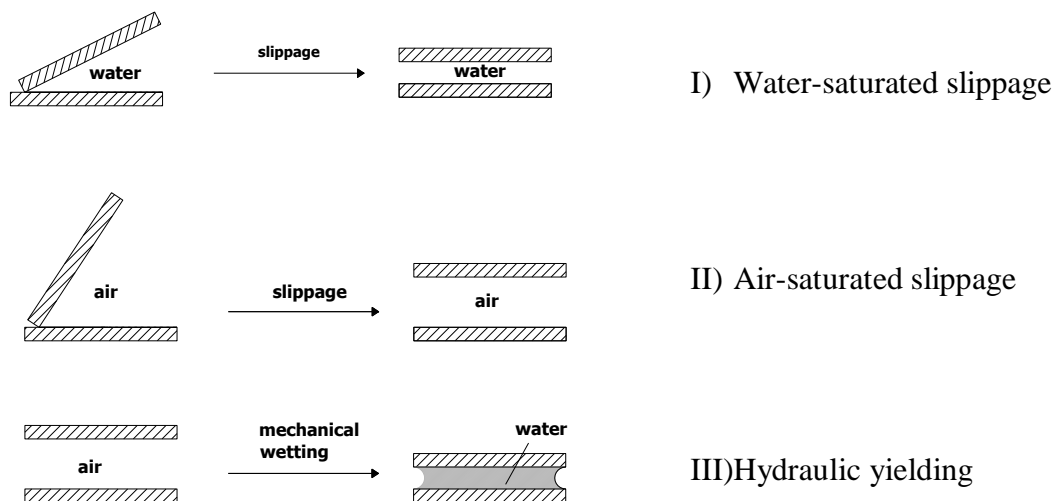 slippage
water
water
I) Water-saturated slippage
air
slippage
air
II) Air-saturated slippage
mechanical
wetting
water
air
III)Hydraulic yielding